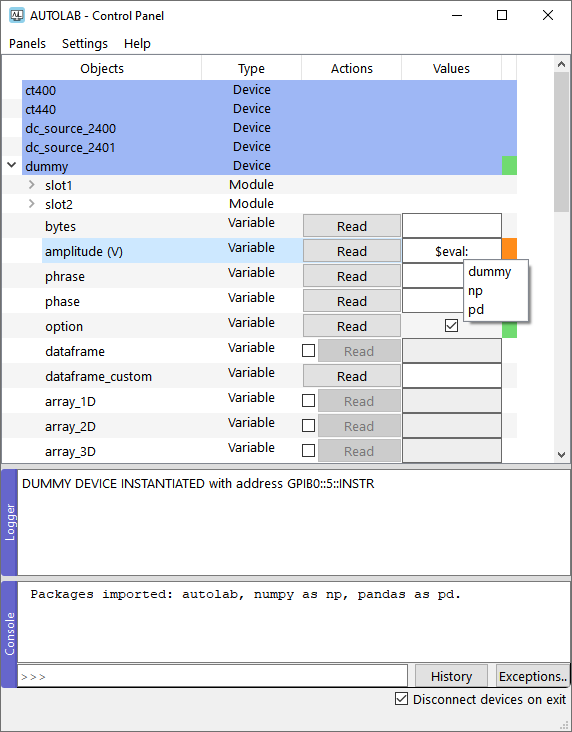 AUTOLAB - Control Panel
Panels Settings Help
Objects Type Actions Values
ct400 Device
ct440 Device
dc_source_2400 Device
dc_source_2401 Device
dummy Device
slot1 Module
slot2 Module
bytes Variable Read
amplitude (V) Variable Read $eval:
dummy
np
pd
phrase Variable Read
phase Variable Read
option Variable Read
dataframe Variable Read
dataframe_custom Variable Read
array_1D Variable Read
array_2D Variable Read
array_3D Variable Read
Logger
DUMMY DEVICE INSTANTIATED with address GPIB0::5::INSTR
Console
Packages imported: autolab, numpy as np, pandas as pd.
>>> History Exceptions..
Disconnect devices on exit